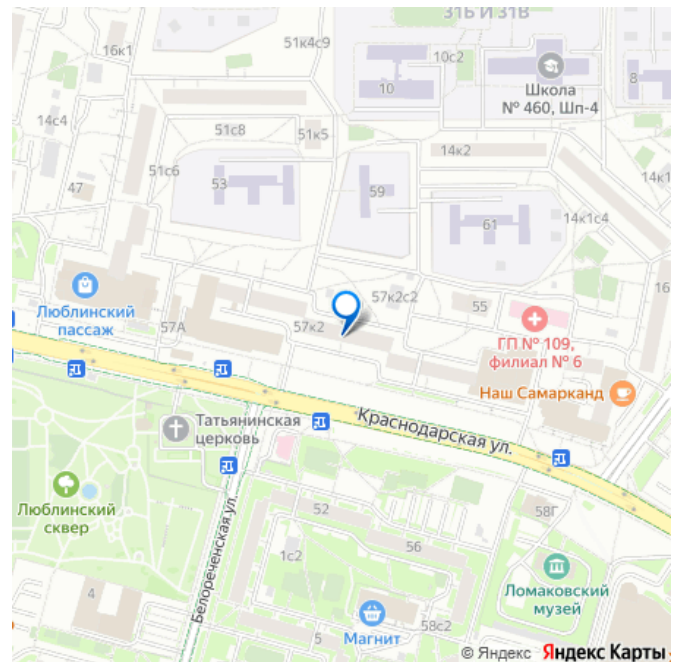 31Б И 31В
16к1
51к4с9
10с2
8
10
Школа
№ 460, Шп-4
14с4
51с8
51к5
14к2
51с6
47
53
59
14к1
61
14к1с4
16
Люблинский
пассаж
57А
57к2
57к2с2
55
ГП № 109,
филиал № 6
Наш Самарканд
Татьянинская
церковь
Краснодарская ул.
Люблинский
сквер
Белореченская ул.
52
58Г
56
1с2
4
Ломаковский
музей
5
58с2
Магнит
© Яндекс Яндекс Карты